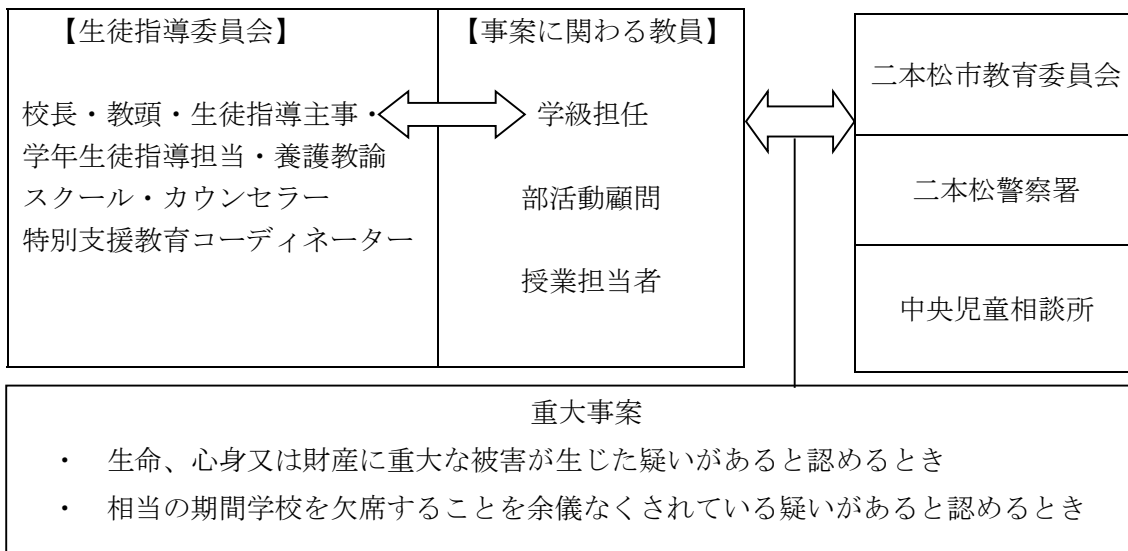 【生徒指導委員会】
校長・教頭・生徒指導主事・
学年生徒指導担当・養護教諭
スクール・カウンセラー
特別支援教育コーディネーター
【事案に関わる教員】
学級担任
部活動顧問
授業担当者
二本松市教育委員会
二本松警察署
中央児童相談所
重大事案
・ 生命、心身又は財産に重大な被害が生じた疑いがあると認めるとき
・ 相当の期間学校を欠席することを余儀なくされている疑いがあると認めるとき